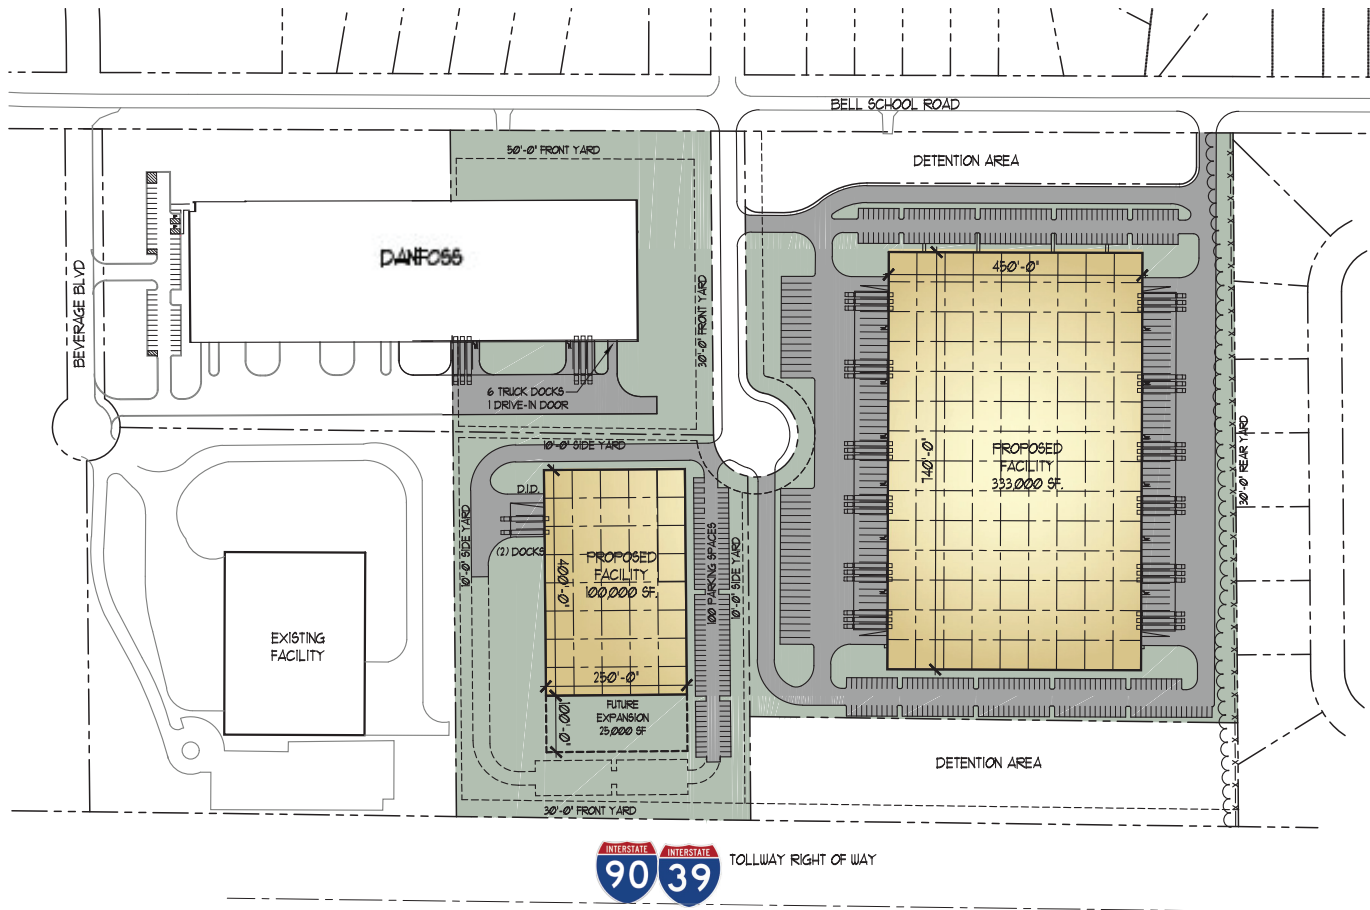 BELL SCHOOL ROAD
50'-0" FRONT YARD
DETENTION AREA
DANFOSS
BEVERAGE BLVD
30'-0" FRONT YARD
450'-0"
740'-0"
PROPOSED
FACILITY
333,000 SF.
30'-0" REAR YARD
6 TRUCK DOCKS
1 DRIVE-IN DOOR
10'-0" SIDE YARD
D.I.D.
(2) DOCKS
10'-0" SIDE YARD
PROPOSED
FACILITY
100,000 SF.
400'-0"
100 PARKING SPACES
10'-0" SIDE YARD
250'-0"
EXISTING
FACILITY
FUTURE
EXPANSION
25,000 SF
100'-0"
DETENTION AREA
30'-0" FRONT YARD
INTERSTATE
90
INTERSTATE
39
TOLLWAY RIGHT OF WAY